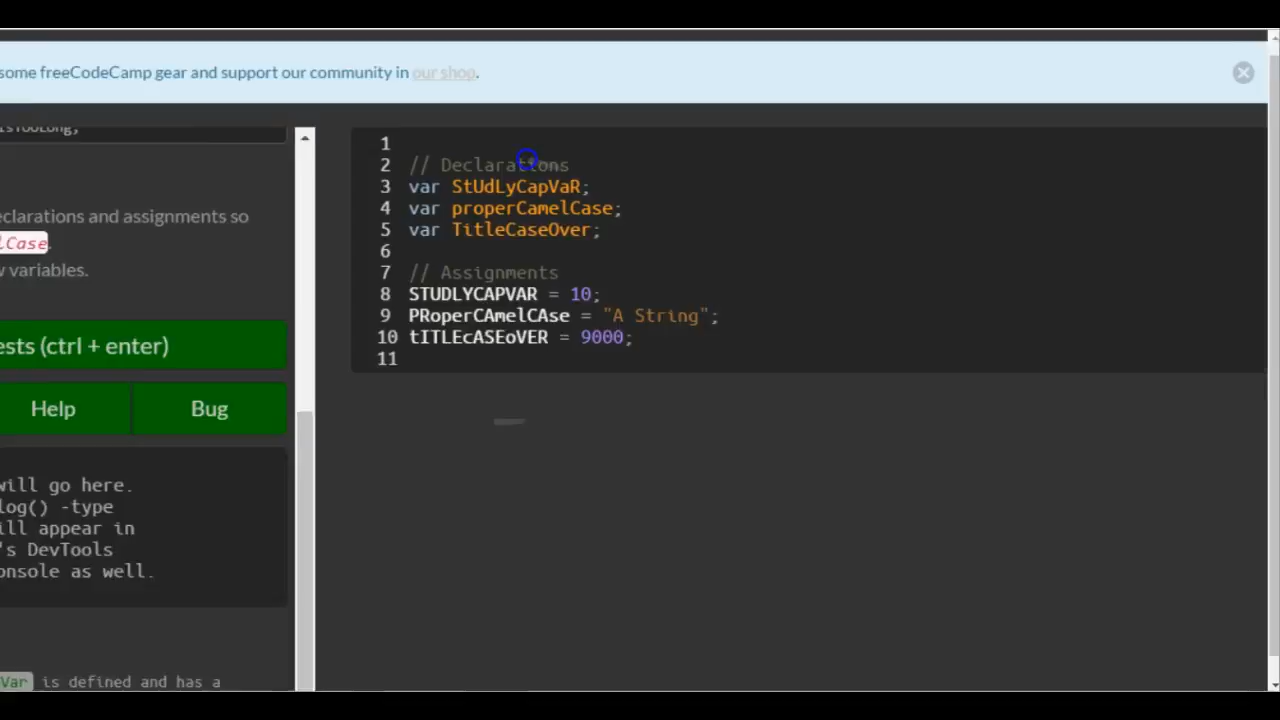 some freeCodeCamp gear and support our community in our shop.
eclarations and assignments so
lCase.
w variables.
ests (ctrl + enter)
Help
Bug
will go here.
log() -type
ill appear in
's DevTools
onsole as well.
Var is defined and has a
1
2 // Declarations
3 var StUdLyCapVaR;
4 var properCamelCase;
5 var TitleCaseOver;
6
7 // Assignments
8 STUDLYCAPVAR = 10;
9 PRoperCAmelCAse = "A String";
10 tITLEcASEoVER = 9000;
11